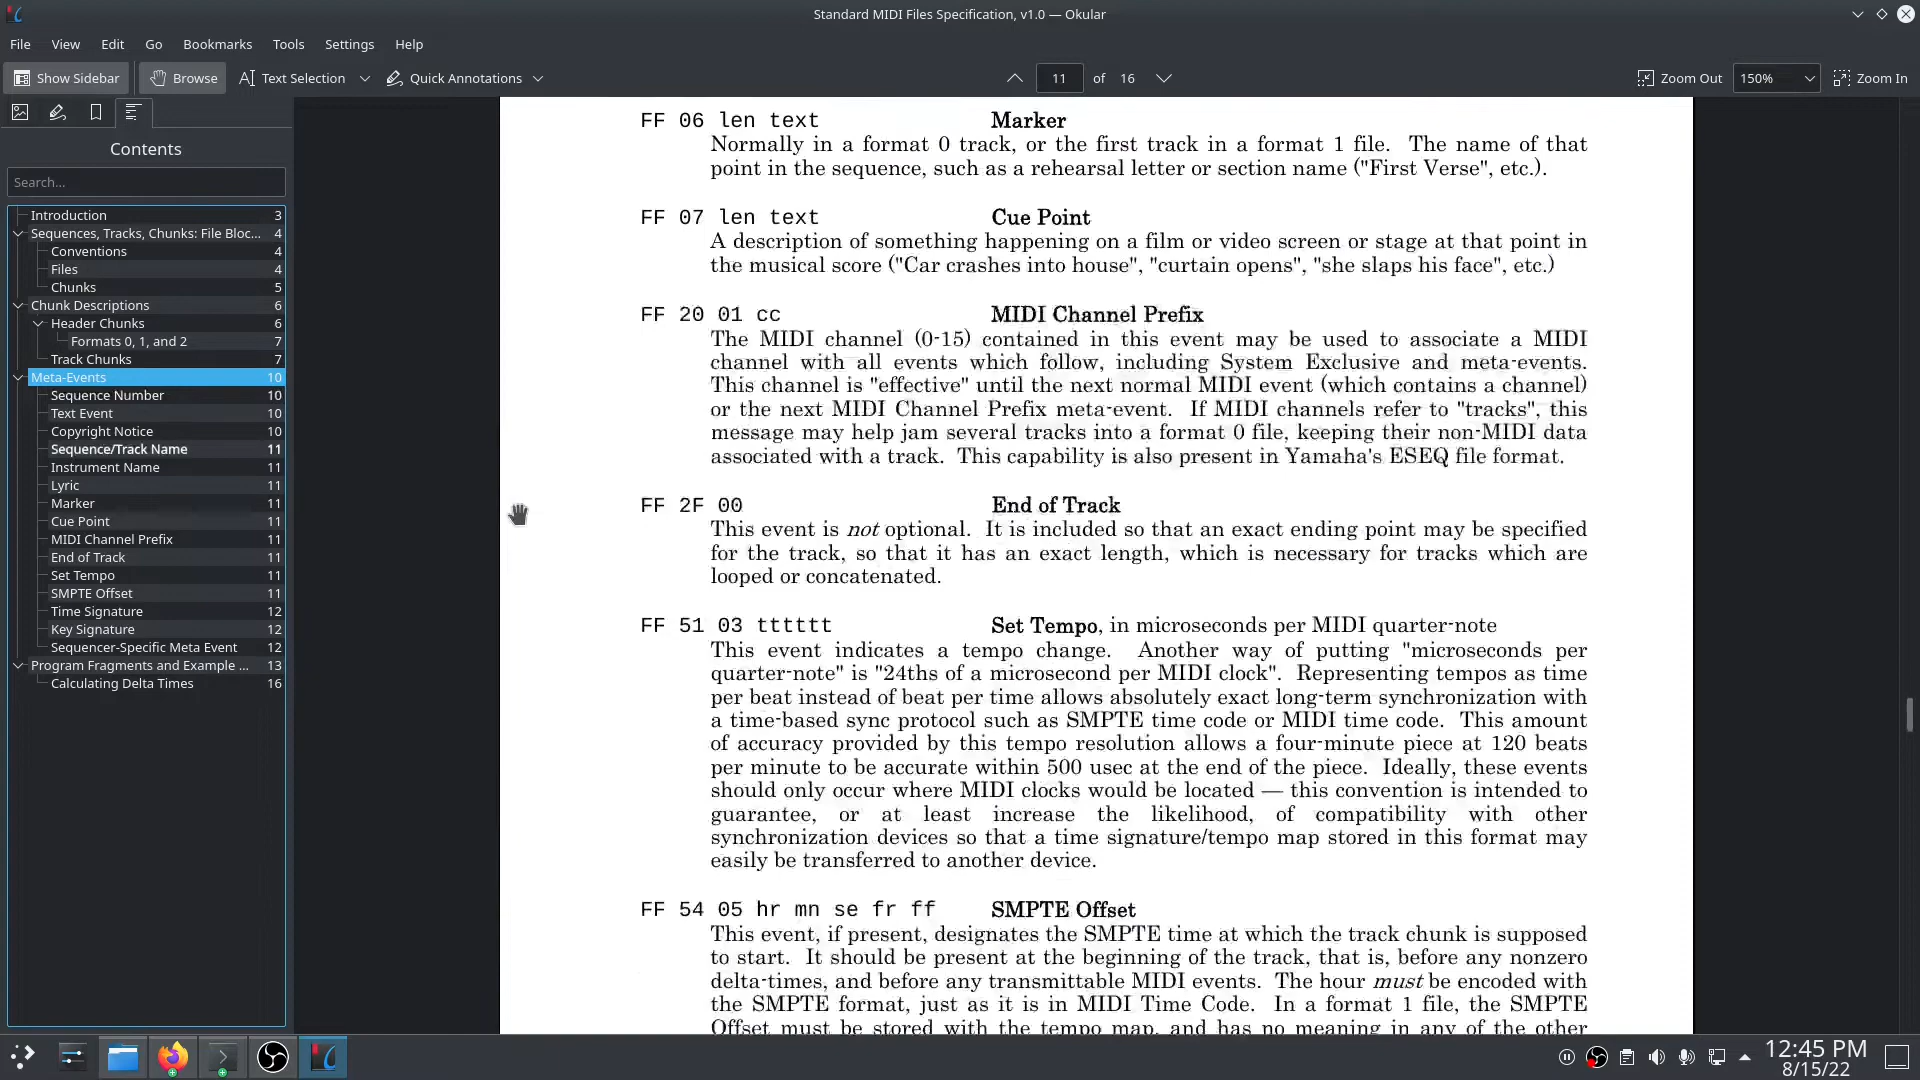 Standard MIDI Files Specification, v1.0 — Okular
File View Edit Go Bookmarks Tools Settings Help
Show Sidebar Browse Text Selection Quick Annotations 11 of 16 Zoom Out 150% Zoom In
Contents
Search...
Introduction 3
Sequences, Tracks, Chunks: File Bloc... 4
Conventions 4
Files 4
Chunks 5
Chunk Descriptions 6
Header Chunks 6
Formats 0, 1, and 2 7
Track Chunks 7
Meta-Events 10
Sequence Number 10
Text Event 10
Copyright Notice 10
Sequence/Track Name 11
Instrument Name 11
Lyric 11
Marker 11
Cue Point 11
MIDI Channel Prefix 11
End of Track 11
Set Tempo 11
SMPTE Offset 11
Time Signature 12
Key Signature 12
Sequencer-Specific Meta Event 12
Program Fragments and Example ... 13
Calculating Delta Times 16
FF 06 len text Marker
Normally in a format 0 track, or the first track in a format 1 file. The name of that
point in the sequence, such as a rehearsal letter or section name ("First Verse", etc.).
FF 07 len text Cue Point
A description of something happening on a film or video screen or stage at that point in
the musical score ("Car crashes into house", "curtain opens", "she slaps his face", etc.)
FF 20 01 cc MIDI Channel Prefix
The MIDI channel (0-15) contained in this event may be used to associate a MIDI
channel with all events which follow, including System Exclusive and meta-events.
This channel is "effective" until the next normal MIDI event (which contains a channel)
or the next MIDI Channel Prefix meta-event. If MIDI channels refer to "tracks", this
message may help jam several tracks into a format 0 file, keeping their non-MIDI data
associated with a track. This capability is also present in Yamaha's ESEQ file format.
FF 2F 00 End of Track
This event is not optional. It is included so that an exact ending point may be specified
for the track, so that it has an exact length, which is necessary for tracks which are
looped or concatenated.
FF 51 03 tttttt Set Tempo, in microseconds per MIDI quarter-note
This event indicates a tempo change. Another way of putting "microseconds per
quarter-note" is "24ths of a microsecond per MIDI clock". Representing tempos as time
per beat instead of beat per time allows absolutely exact long-term synchronization with
a time-based sync protocol such as SMPTE time code or MIDI time code. This amount
of accuracy provided by this tempo resolution allows a four-minute piece at 120 beats
per minute to be accurate within 500 usec at the end of the piece. Ideally, these events
should only occur where MIDI clocks would be located — this convention is intended to
guarantee, or at least increase the likelihood, of compatibility with other
synchronization devices so that a time signature/tempo map stored in this format may
easily be transferred to another device.
FF 54 05 hr mn se fr ff SMPTE Offset
This event, if present, designates the SMPTE time at which the track chunk is supposed
to start. It should be present at the beginning of the track, that is, before any nonzero
delta-times, and before any transmittable MIDI events. The hour must be encoded with
the SMPTE format, just as it is in MIDI Time Code. In a format 1 file, the SMPTE
Offset must be stored with the tempo map, and has no meaning in any of the other
12:45 PM
8/15/22